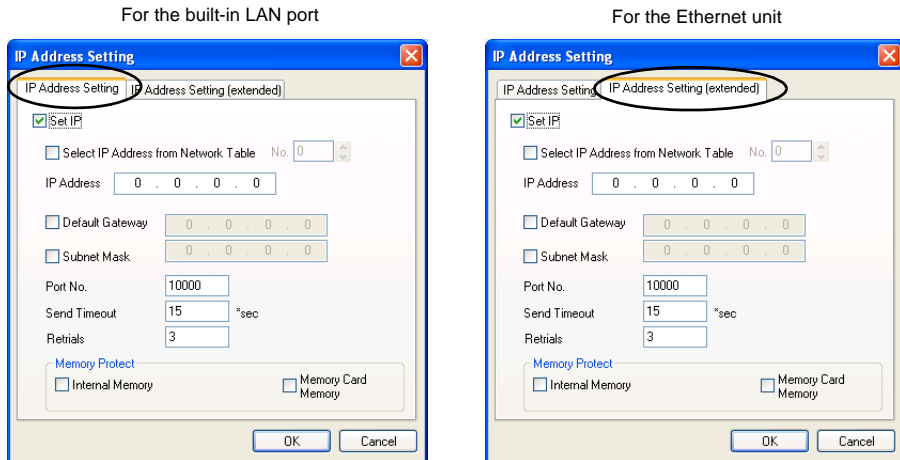 For the built-in LAN port
IP Address Setting
IP Address Setting
IP Address Setting (extended)
Set IP
Select IP Address from Network Table No. 0
IP Address 0 . 0 . 0 . 0
Default Gateway 0 . 0 . 0 . 0
Subnet Mask 0 . 0 . 0 . 0
Port No. 10000
Send Timeout 15 *sec
Retrials 3
Memory Protect
Internal Memory
Memory Card
Memory
OK
Cancel
For the Ethernet unit
IP Address Setting
IP Address Setting
IP Address Setting (extended)
Set IP
Select IP Address from Network Table No. 0
IP Address 0 . 0 . 0 . 0
Default Gateway 0 . 0 . 0 . 0
Subnet Mask 0 . 0 . 0 . 0
Port No. 10000
Send Timeout 15 *sec
Retrials 3
Memory Protect
Internal Memory
Memory Card
Memory
OK
Cancel